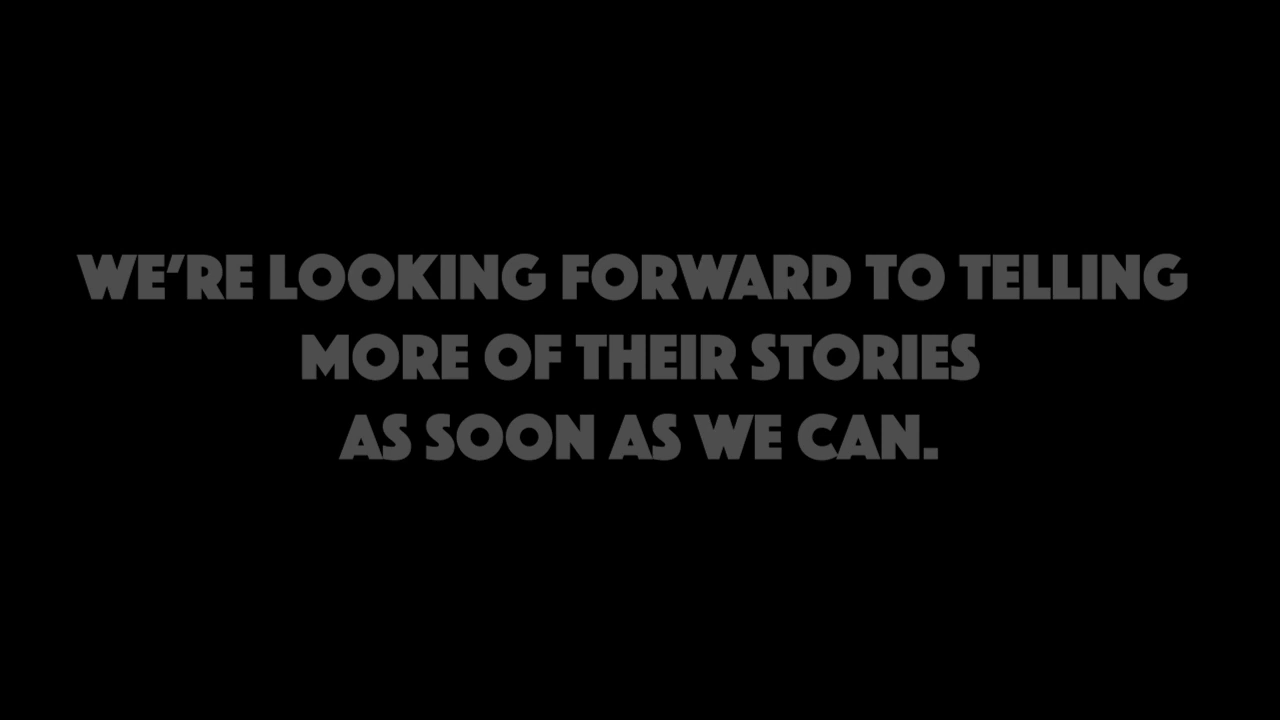 WE’RE LOOKING FORWARD TO TELLING
MORE OF THEIR STORIES
AS SOON AS WE CAN.